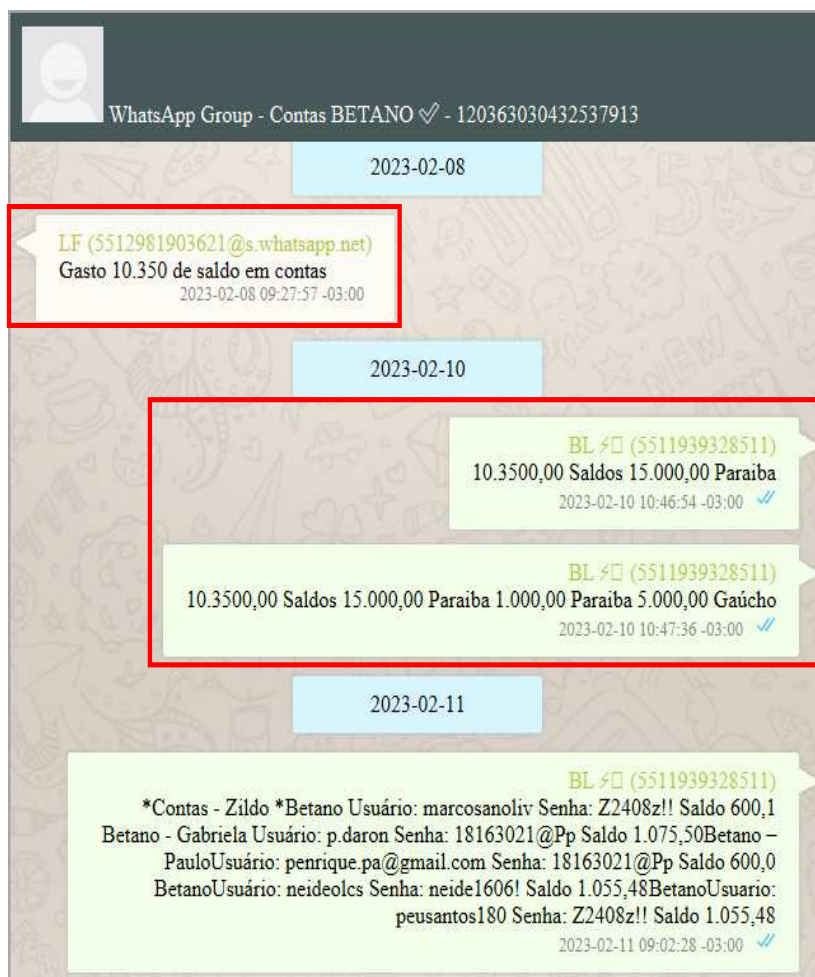 WhatsApp Group - Contas BETANO ✅ - 120363030432537913
2023-02-08
LF (5512981903621@s.whatsapp.net)
Gasto 10.350 de saldo em contas
2023-02-08 09:27:57 -03:00
2023-02-10
BL ⚡ (5511939328511)
10.3500,00 Saldos 15.000,00 Paraiba
2023-02-10 10:46:54 -03:00
BL ⚡ (5511939328511)
10.3500,00 Saldos 15.000,00 Paraiba 1.000,00 Paraiba 5.000,00 Gaúcho
2023-02-10 10:47:36 -03:00
2023-02-11
BL ⚡ (5511939328511)
*Contas - Zildo *Betano Usuário: marcosanoliv Senha: Z2408z!! Saldo 600,1
Betano - Gabriela Usuário: p.daron Senha: 18163021@Pp Saldo 1.075,50Betano –
PauloUsuário: penrique.pa@gmail.com Senha: 18163021@Pp Saldo 600,0
BetanoUsuário: neideolcs Senha: neide1606! Saldo 1.055,48BetanoUsuario:
peusantos180 Senha: Z2408z!! Saldo 1.055,48
2023-02-11 09:02:28 -03:00